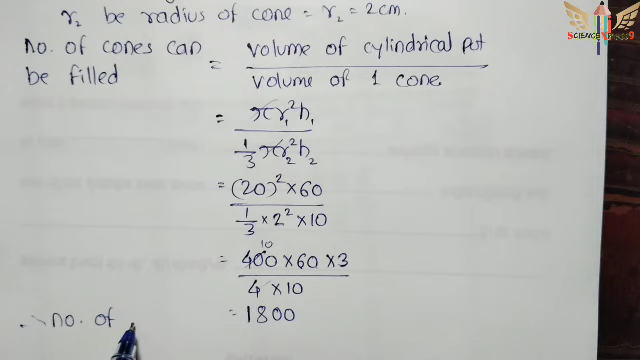 r₂ be radius of cone = r₂ = 2cm.
SCIENCE XPRESS 9
no. of cones can be filled = volume of cylindrical pot / volume of 1 cone
= πr₁²h₁ / 1/3 πr₂²h₂
= (20)² × 60 / 1/3 × 2² × 10
10
= 400 × 60 × 3 / 4 × 10
= 1800
∴ no. of